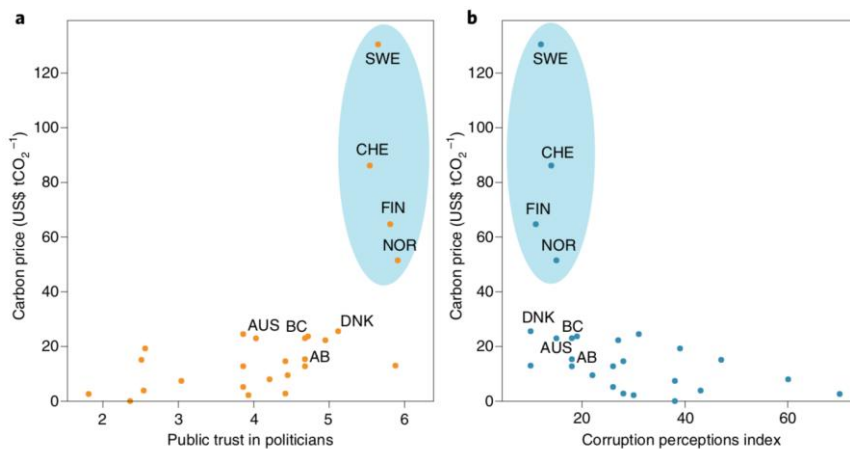 a
b
Carbon price (US$ tCO₂⁻¹)
120
100
80
60
40
20
0
SWE
CHE
FIN
NOR
AUS
BC
DNK
AB
2
3
4
5
6
Public trust in politicians
Carbon price (US$ tCO₂⁻¹)
120
100
80
60
40
20
0
SWE
CHE
FIN
NOR
DNK
BC
AUS
AB
20
40
60
Corruption perceptions index